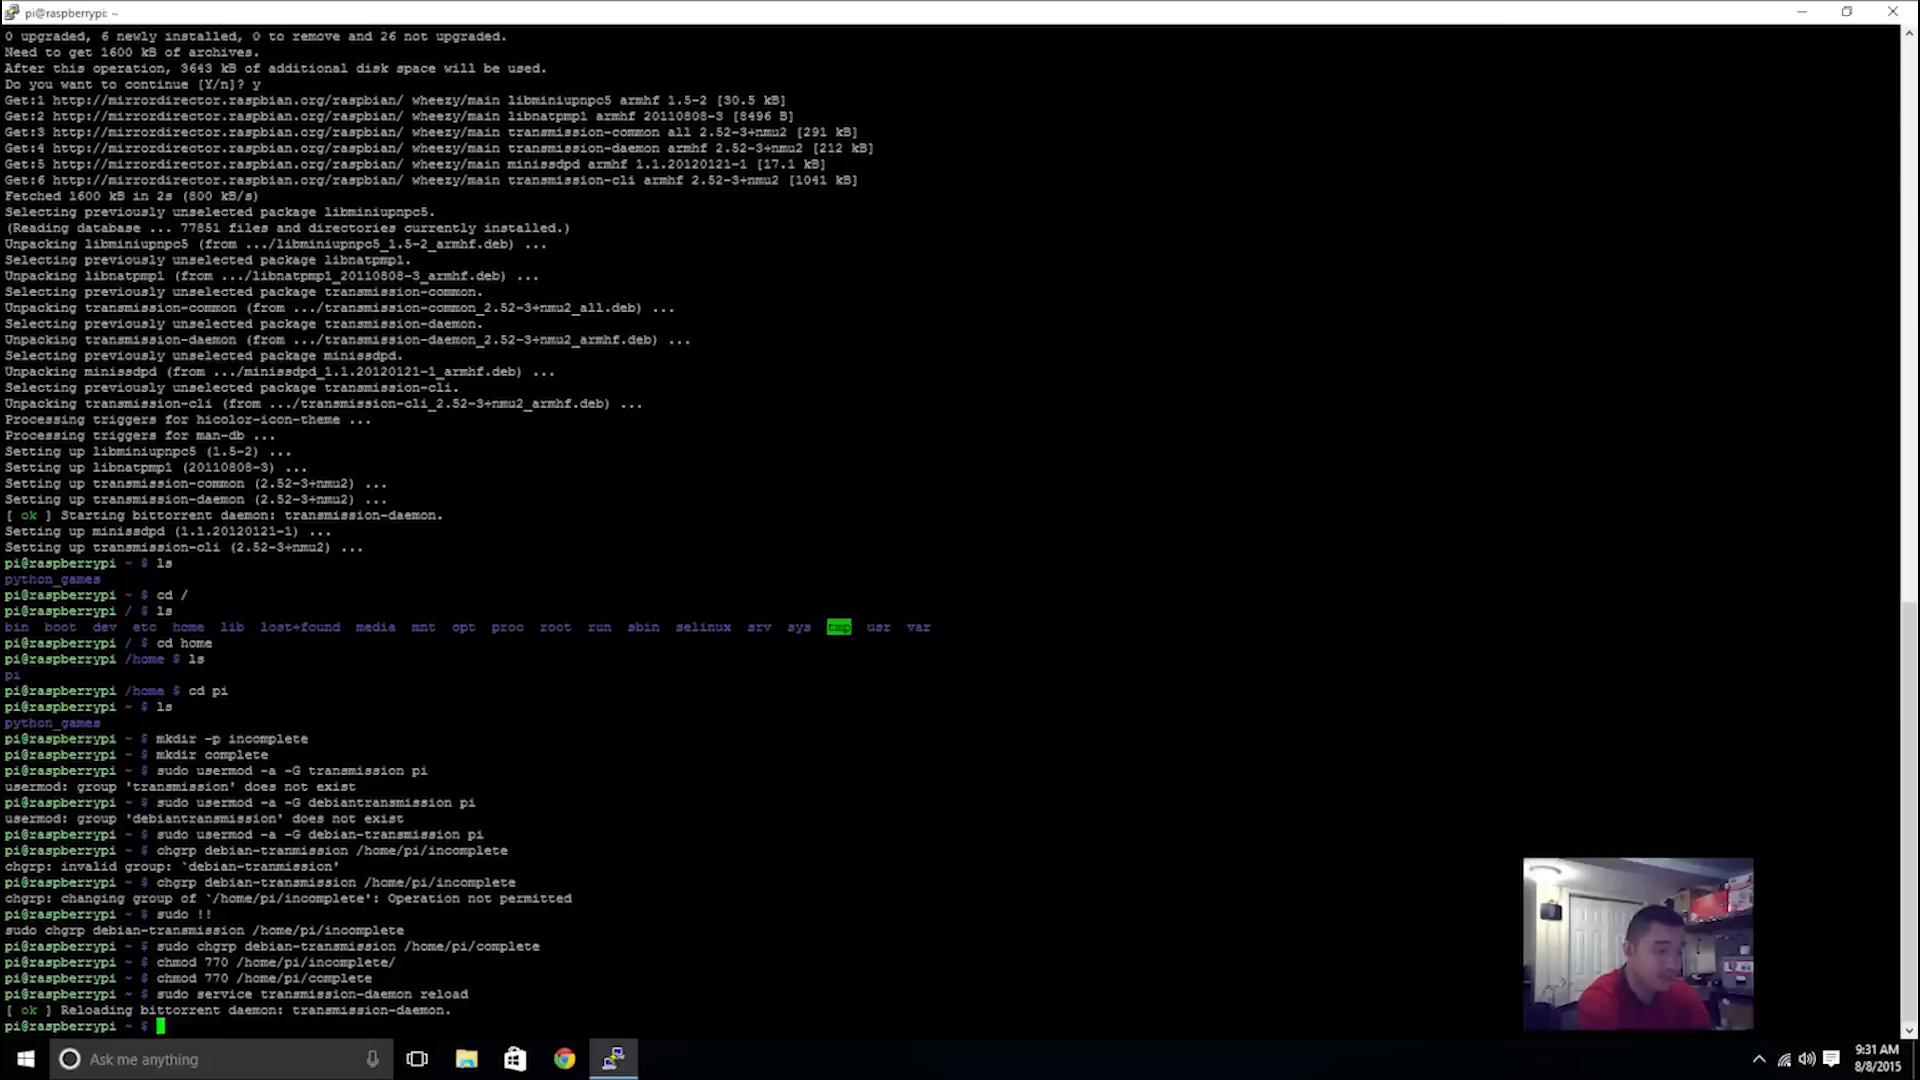 pi@raspberrypi: ~
0 upgraded, 6 newly installed, 0 to remove and 26 not upgraded.
Need to get 1600 kB of archives.
After this operation, 3643 kB of additional disk space will be used.
Do you want to continue [Y/n]? y
Get:1 http://mirrordirector.raspbian.org/raspbian/ wheezy/main libminiupnpc5 armhf 1.5-2 [30.5 kB]
Get:2 http://mirrordirector.raspbian.org/raspbian/ wheezy/main libnatpmp1 armhf 20110808-3 [8496 B]
Get:3 http://mirrordirector.raspbian.org/raspbian/ wheezy/main transmission-common all 2.52-3+nmu2 [291 kB]
Get:4 http://mirrordirector.raspbian.org/raspbian/ wheezy/main transmission-daemon armhf 2.52-3+nmu2 [212 kB]
Get:5 http://mirrordirector.raspbian.org/raspbian/ wheezy/main minissdpd armhf 1.1.20120121-1 [17.1 kB]
Get:6 http://mirrordirector.raspbian.org/raspbian/ wheezy/main transmission-cli armhf 2.52-3+nmu2 [1041 kB]
Fetched 1600 kB in 2s (800 kB/s)
Selecting previously unselected package libminiupnpc5.
(Reading database ... 77851 files and directories currently installed.)
Unpacking libminiupnpc5 (from .../libminiupnpc5_1.5-2_armhf.deb) ...
Selecting previously unselected package libnatpmp1.
Unpacking libnatpmp1 (from .../libnatpmp1_20110808-3_armhf.deb) ...
Selecting previously unselected package transmission-common.
Unpacking transmission-common (from .../transmission-common_2.52-3+nmu2_all.deb) ...
Selecting previously unselected package transmission-daemon.
Unpacking transmission-daemon (from .../transmission-daemon_2.52-3+nmu2_armhf.deb) ...
Selecting previously unselected package minissdpd.
Unpacking minissdpd (from .../minissdpd_1.1.20120121-1_armhf.deb) ...
Selecting previously unselected package transmission-cli.
Unpacking transmission-cli (from .../transmission-cli_2.52-3+nmu2_armhf.deb) ...
Processing triggers for hicolor-icon-theme ...
Processing triggers for man-db ...
Setting up libminiupnpc5 (1.5-2) ...
Setting up libnatpmp1 (20110808-3) ...
Setting up transmission-common (2.52-3+nmu2) ...
Setting up transmission-daemon (2.52-3+nmu2) ...
[ ok ] Starting bittorrent daemon: transmission-daemon.
Setting up minissdpd (1.1.20120121-1) ...
Setting up transmission-cli (2.52-3+nmu2) ...
pi@raspberrypi ~ $ ls
python_games
pi@raspberrypi ~ $ cd /
pi@raspberrypi / $ ls
bin boot dev etc home lib lost+found media mnt opt proc root run sbin selinux srv sys tmp usr var
pi@raspberrypi / $ cd home
pi@raspberrypi /home $ ls
pi
pi@raspberrypi /home $ cd pi
pi@raspberrypi ~ $ ls
python_games
pi@raspberrypi ~ $ mkdir -p incomplete
pi@raspberrypi ~ $ mkdir complete
pi@raspberrypi ~ $ sudo usermod -a -G transmission pi
usermod: group 'transmission' does not exist
pi@raspberrypi ~ $ sudo usermod -a -G debiantransmission pi
usermod: group 'debiantransmission' does not exist
pi@raspberrypi ~ $ sudo usermod -a -G debian-transmission pi
pi@raspberrypi ~ $ chgrp debian-tranmission /home/pi/incomplete
chgrp: invalid group: `debian-tranmission'
pi@raspberrypi ~ $ chgrp debian-transmission /home/pi/incomplete
chgrp: changing group of `/home/pi/incomplete': Operation not permitted
pi@raspberrypi ~ $ sudo !!
sudo chgrp debian-transmission /home/pi/incomplete
pi@raspberrypi ~ $ sudo chgrp debian-transmission /home/pi/complete
pi@raspberrypi ~ $ chmod 770 /home/pi/incomplete/
pi@raspberrypi ~ $ chmod 770 /home/pi/complete
pi@raspberrypi ~ $ sudo service transmission-daemon reload
[ ok ] Reloading bittorrent daemon: transmission-daemon.
pi@raspberrypi ~ $
Ask me anything
9:31 AM
8/8/2015